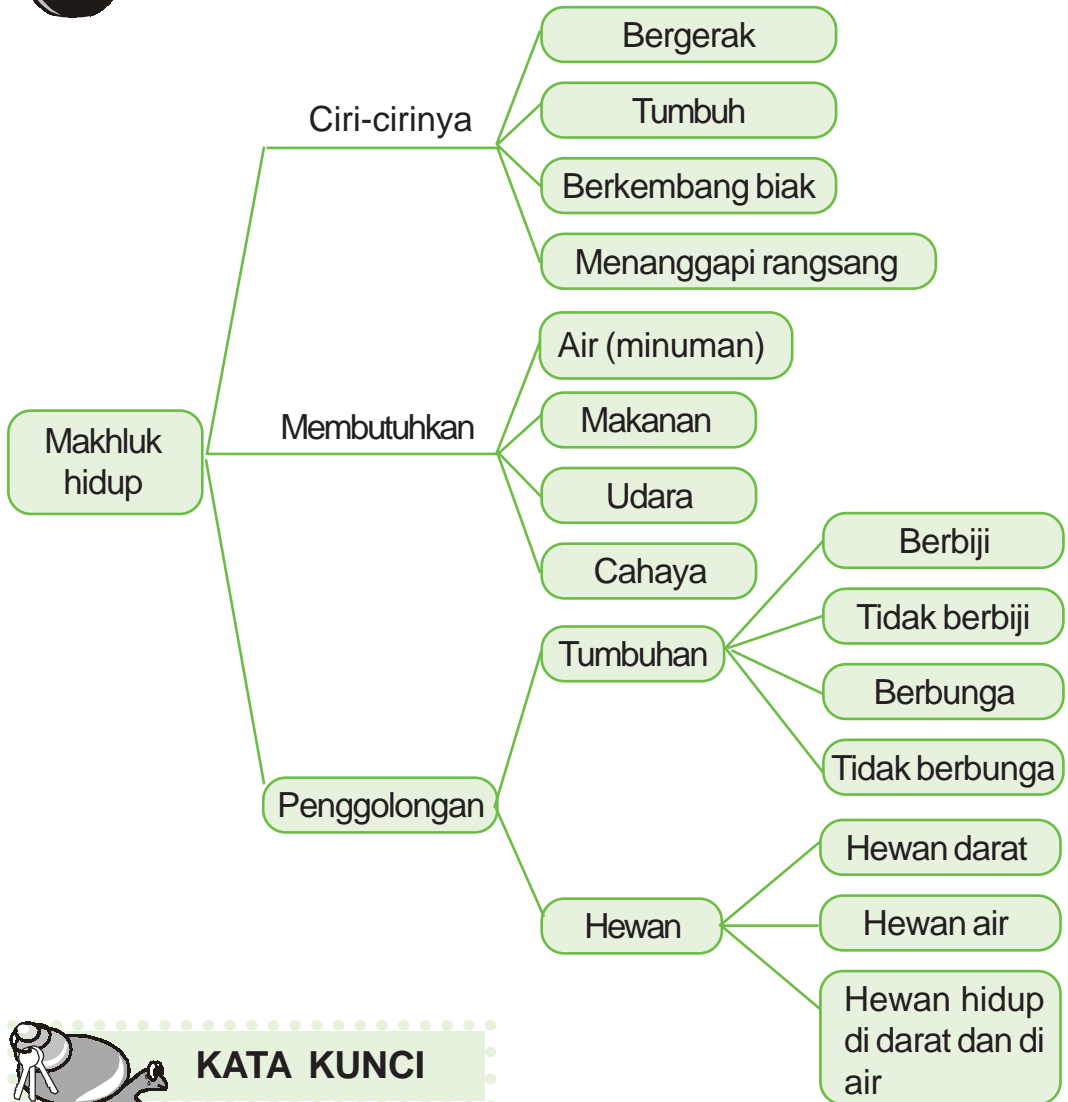 Bergerak
Ciri-cirinya
Tumbuh
Berkembang biak
Menanggapi rangsang
Air (minuman)
Makhluk
hidup
Membutuhkan
Makanan
Udara
Cahaya
Berbiji
Tidak berbiji
Tumbuhan
Berbunga
Tidak berbunga
Penggolongan
Hewan darat
Hewan
Hewan air
Hewan hidup
di darat dan di
air
KATA KUNCI